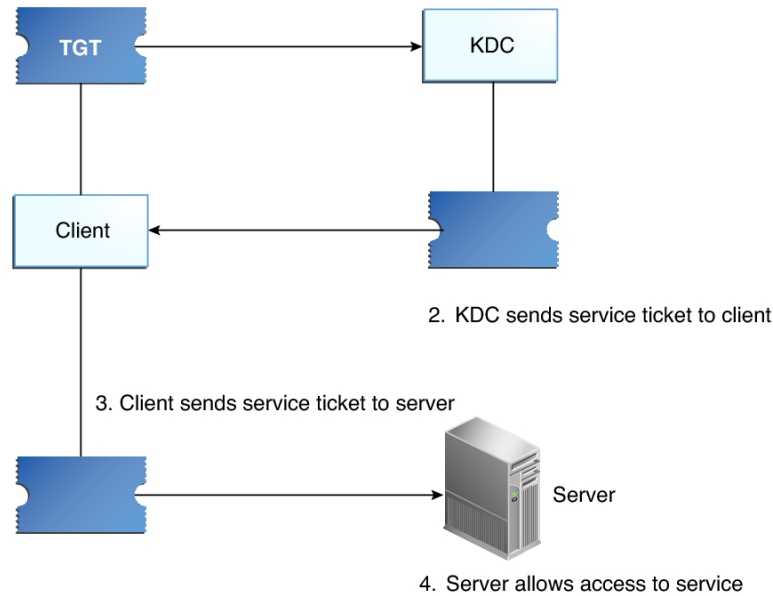 TGT
KDC
Client
2. KDC sends service ticket to client
3. Client sends service ticket to server
Server
4. Server allows access to service